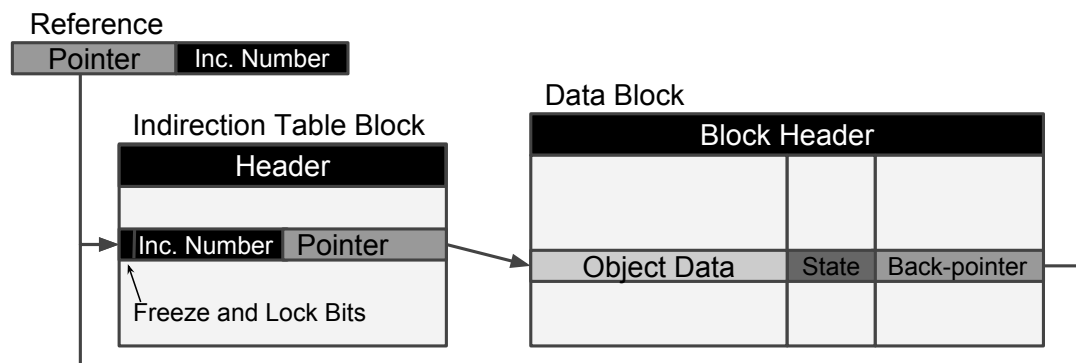 Reference
Pointer Inc. Number
Data Block
Indirection Table Block
Block Header
Header
Inc. Number Pointer
Object Data State Back-pointer
Freeze and Lock Bits